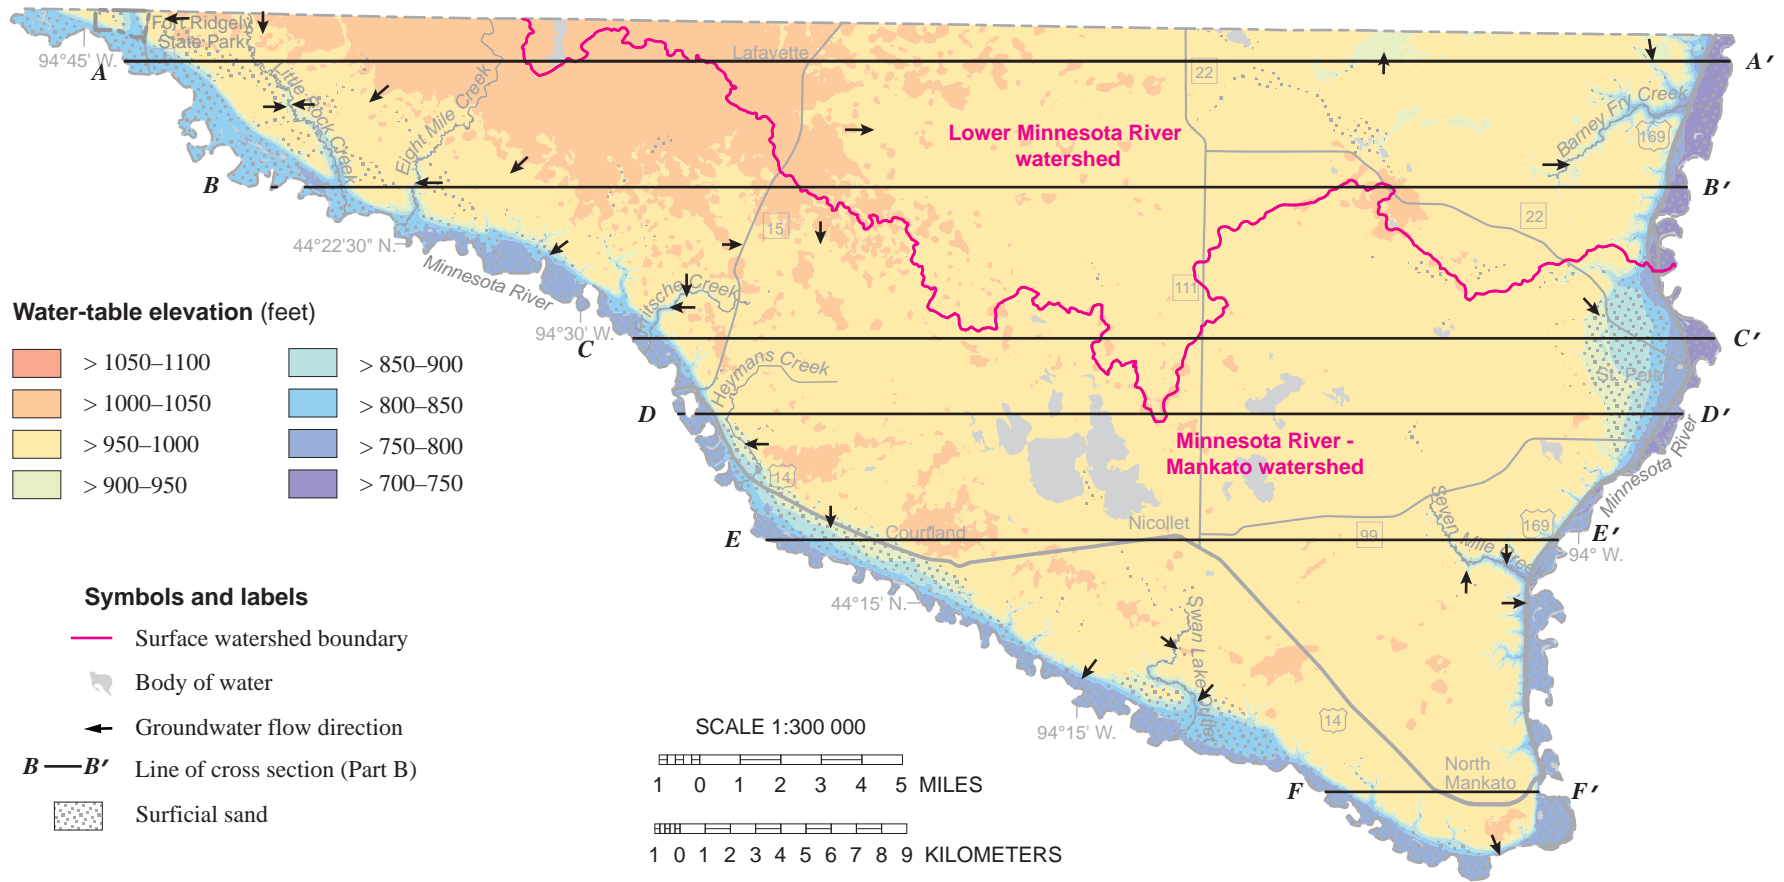 Fort Ridgely
State Park
94°45' W.
A
A'
Little Rock Creek
Eight Mile Creek
Lafayette
22
Lower Minnesota River
watershed
Barney Fry Creek
169
B
B'
44°22'30" N.
Minnesota River
15
22
111
Fritsche Creek
94°30' W.
C
C'
Heymans Creek
St. Peter
D
D'
Minnesota River -
Mankato watershed
Minnesota River
14
Courtland
Nicollet
99
Seven Mile Creek
169
E
E'
94° W.
44°15' N.
Swan Lake Outlet
94°15' W.
14
North
Mankato
F
F'
Water-table elevation (feet)
> 1050–1100
> 1000–1050
> 950–1000
> 900–950
> 850–900
> 800–850
> 750–800
> 700–750
Symbols and labels
Surface watershed boundary
Body of water
Groundwater flow direction
B B' Line of cross section (Part B)
Surficial sand
SCALE 1:300 000
1 0 1 2 3 4 5 MILES
1 0 1 2 3 4 5 6 7 8 9 KILOMETERS